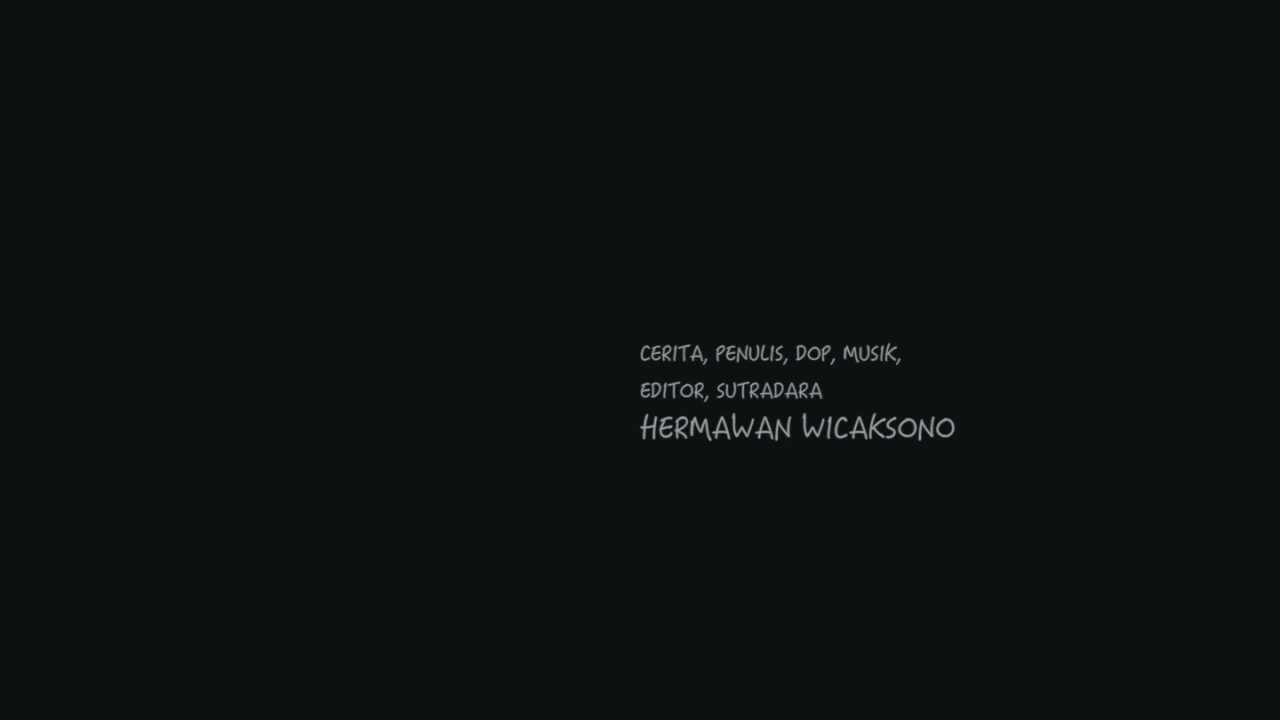 CERITA, PENULIS, DOP, MUSIK,
EDITOR, SUTRADARA
HERMAWAN WICAKSONO